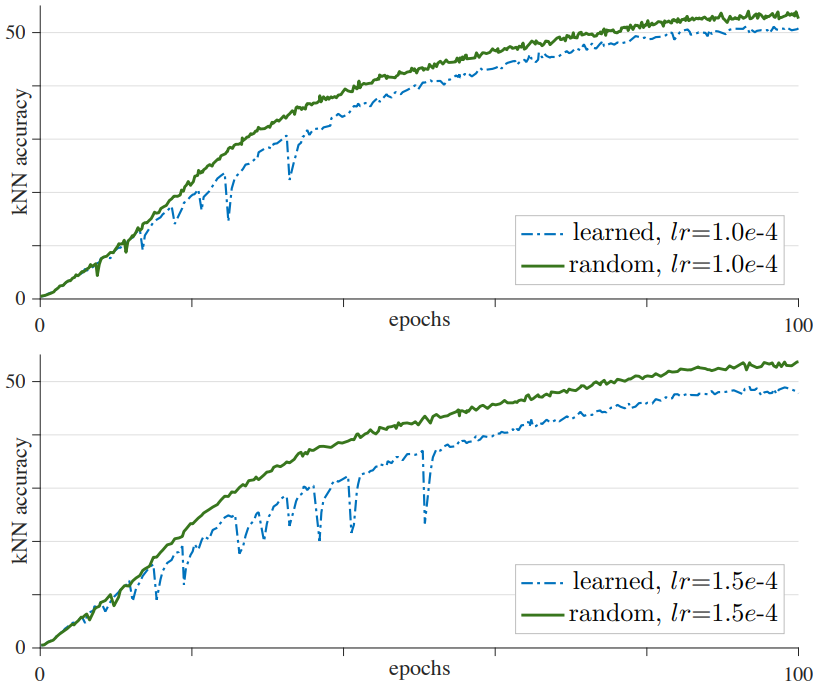 50
kNN accuracy
learned, lr=1.0e-4
random, lr=1.0e-4
0
0
epochs
100
50
kNN accuracy
learned, lr=1.5e-4
random, lr=1.5e-4
0
0
epochs
100